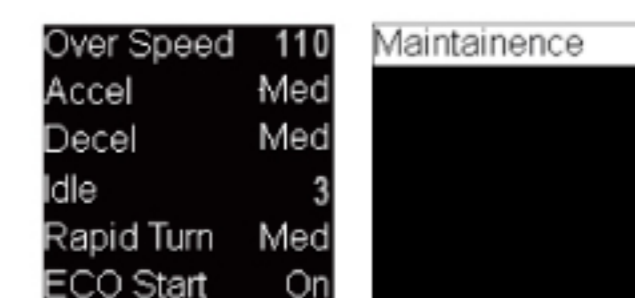 Over Speed 110
Accel Med
Decel Med
Idle 3
Rapid Turn Med
ECO Start On
Maintainence